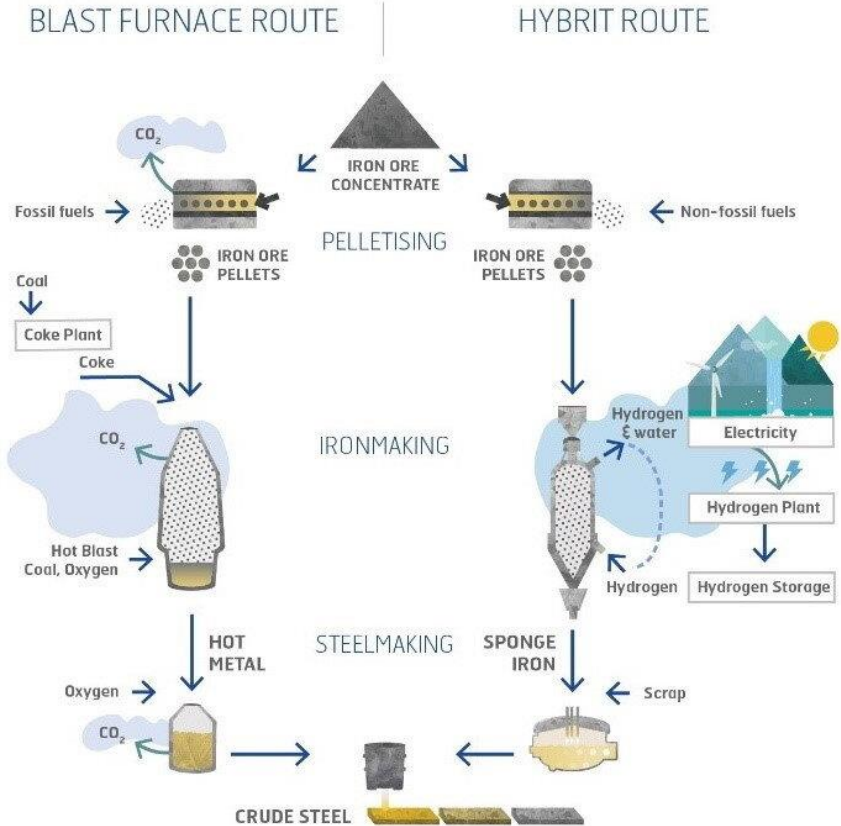 BLAST FURNACE ROUTE
HYBRIT ROUTE
CO₂
IRON ORE
CONCENTRATE
Fossil fuels
Non-fossil fuels
PELLETISING
IRON ORE
PELLETS
IRON ORE
PELLETS
Coal
Coke Plant
Coke
CO₂
IRONMAKING
Hydrogen
& water
Electricity
Hydrogen Plant
Hot Blast
Coal, Oxygen
Hydrogen
Hydrogen Storage
HOT
METAL
STEELMAKING
SPONGE
IRON
Oxygen
Scrap
CO₂
CRUDE STEEL